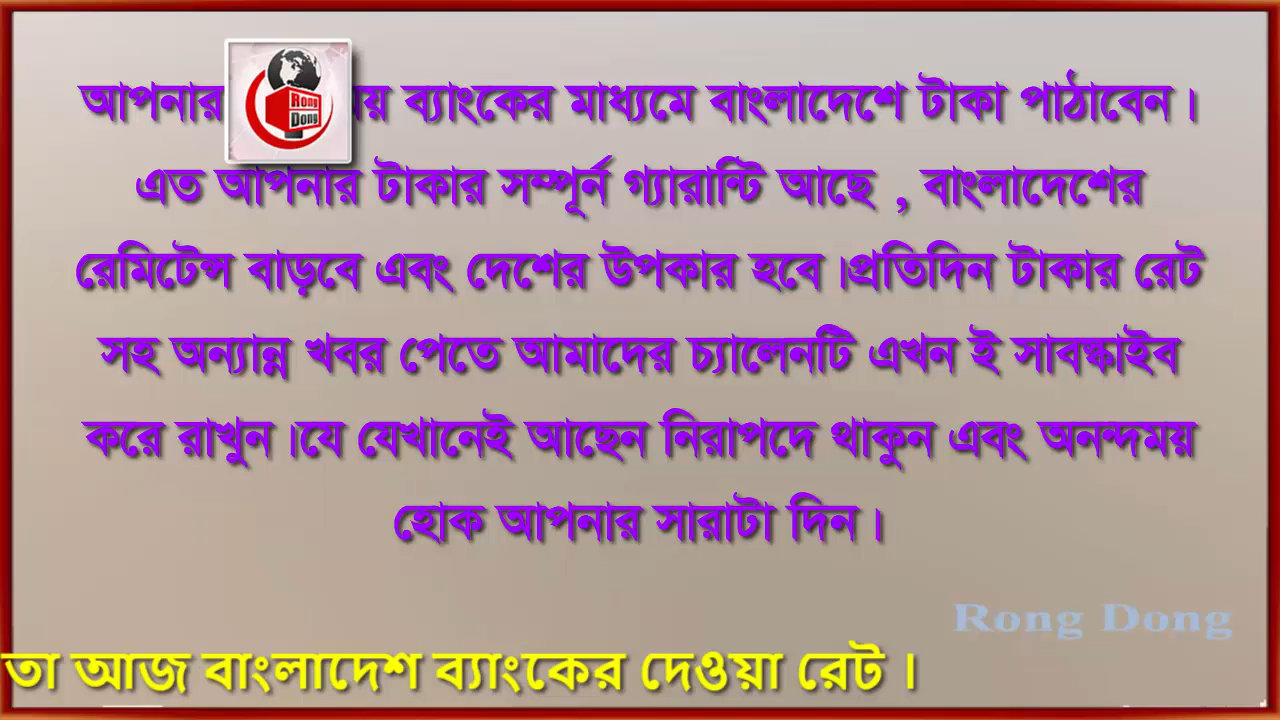 আপনার ব্যাংকের মাধ্যমে বাংলাদেশে টাকা পাঠাবেন।
এত আপনার টাকার সম্পূর্ন গ্যারান্টি আছে , বাংলাদেশের
রেমিটেন্স বাড়বে এবং দেশের উপকার হবে।প্রতিদিন টাকার রেট
সহ অন্যান্ন খবর পেতে আমাদের চ্যালেনটি এখন ই সাবস্কাইব
করে রাখুন।যে যেখানেই আছেন নিরাপদে থাকুন এবং অনন্দময়
হোক আপনার সারাটা দিন।
Rong
Dong
Rong Dong
তা আজ বাংলাদেশ ব্যাংকের দেওয়া রেট।